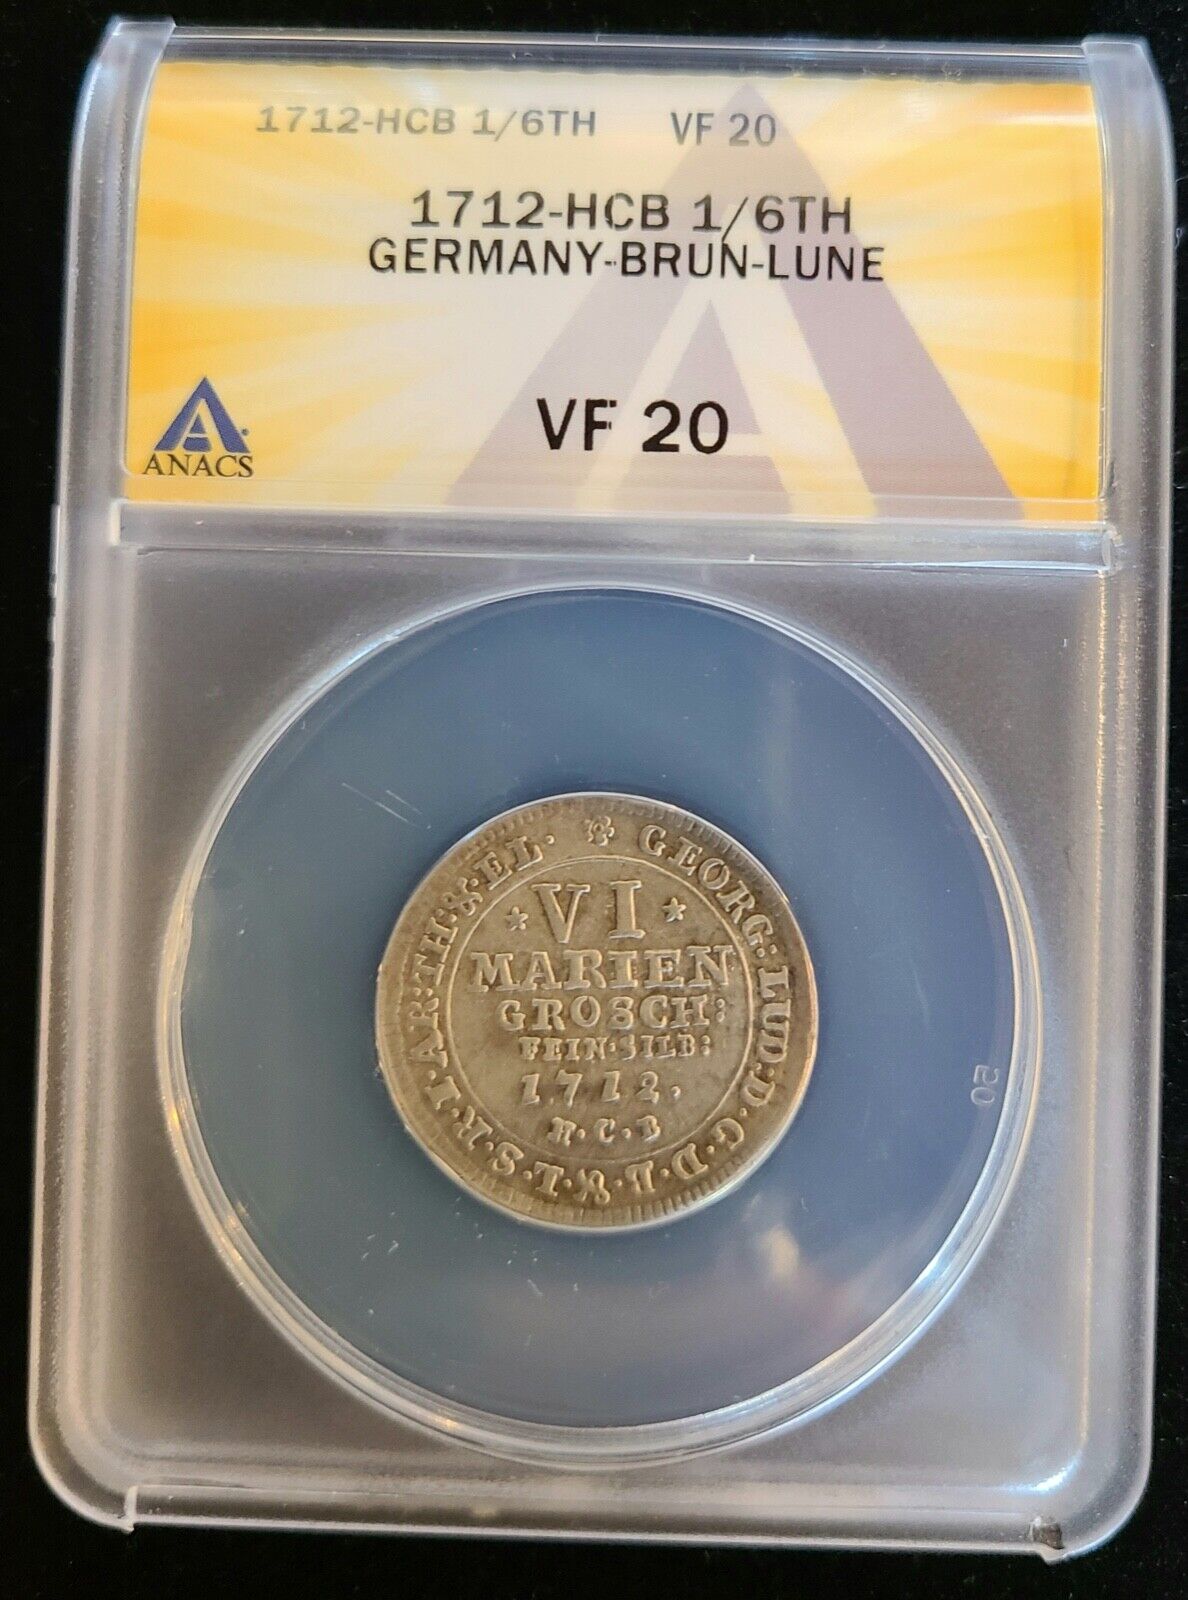 1712-HCB 1/6TH VF 20
1712-HCB 1/6TH
GERMANY-BRUN-LUNE
VF 20
ANACS
GEORG: LUD·D·G·D·B·&·L·S·R·I·AR·TH:&·EL·
VI
MARIEN
GROSCH:
FEIN·SILB:
1712.
H·C·B
20